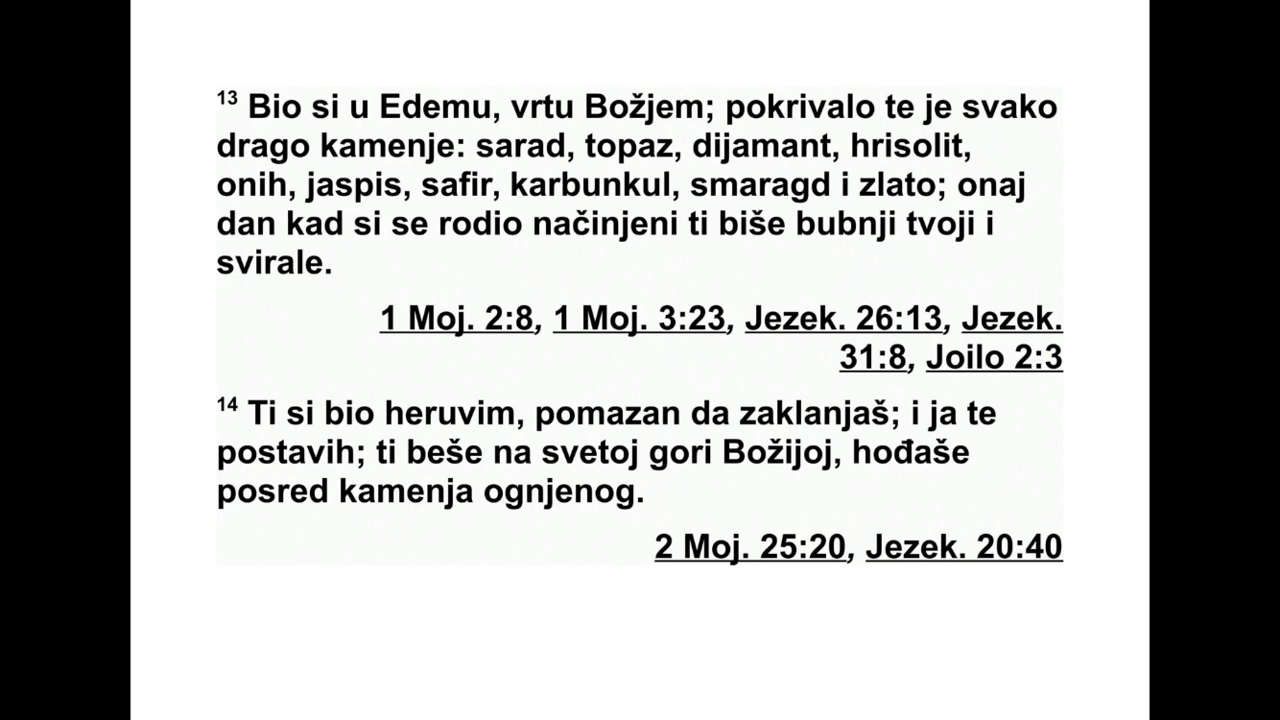 13 Bio si u Edemu, vrtu Božjem; pokrivalo te je svako
drago kamenje: sarad, topaz, dijamant, hrisolit,
onih, jaspis, safir, karbunkul, smaragd i zlato; onaj
dan kad si se rodio načinjeni ti biše bubnji tvoji i
svirale.
1 Moj. 2:8, 1 Moj. 3:23, Jezek. 26:13, Jezek.
31:8, Joilo 2:3
14 Ti si bio heruvim, pomazan da zaklanjaš; i ja te
postavih; ti beše na svetoj gori Božijoj, hođaše
posred kamenja ognjenog.
2 Moj. 25:20, Jezek. 20:40